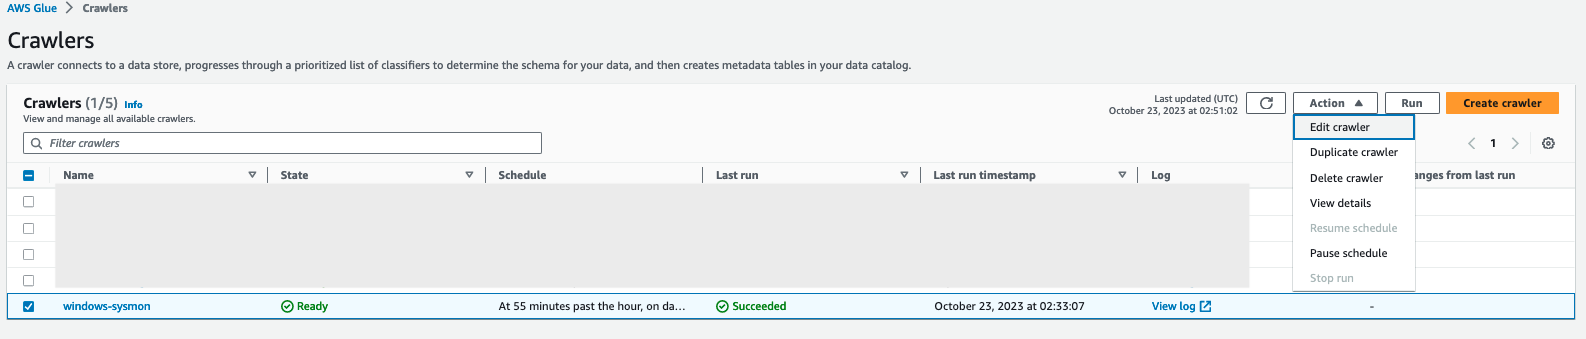 AWS Glue > Crawlers
Crawlers
A crawler connects to a data store, progresses through a prioritized list of classifiers to determine the schema for your data, and then creates metadata tables in your data catalog.
Crawlers (1/5) Info
View and manage all available crawlers.
Last updated (UTC)
October 23, 2023 at 02:51:02
Action
Run
Create crawler
Filter crawlers
1
Edit crawler
Duplicate crawler
Delete crawler
View details
Resume schedule
Pause schedule
Stop run
Name State Schedule Last run Last run timestamp Log anges from last run
windows-sysmon Ready At 55 minutes past the hour, on da... Succeeded October 23, 2023 at 02:33:07 View log -